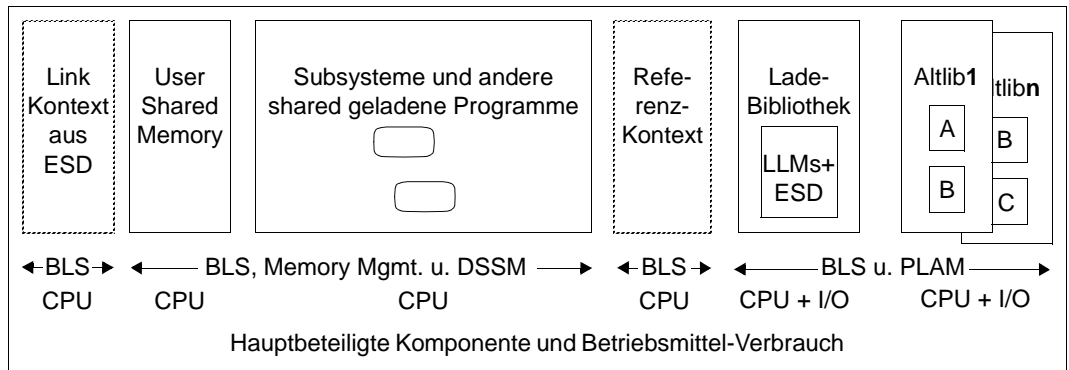 Link
Kontext
aus
ESD
User
Shared
Memory
Subsysteme und andere
shared geladene Programme
Refe-
renz-
Kontext
Lade-
Bibliothek
LLMs+
ESD
Altlib1
A
B
ltlibn
B
C
BLS
BLS, Memory Mgmt. u. DSSM
BLS
BLS u. PLAM
CPU
CPU
CPU
CPU
CPU + I/O
CPU + I/O
Hauptbeteiligte Komponente und Betriebsmittel-Verbrauch